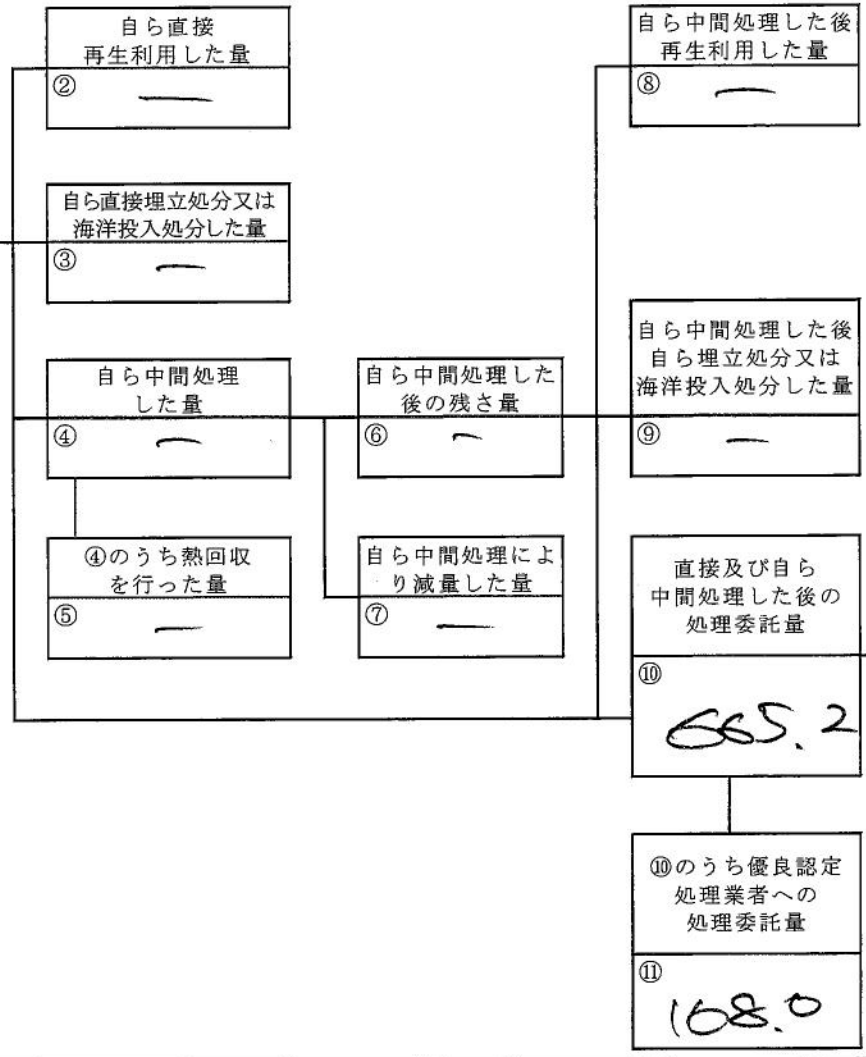 自ら直接
再生利用した量
②
—
自ら直接埋立処分又は
海洋投入処分した量
③
—
自ら中間処理
した量
④
—
④のうち熱回収
を行った量
⑤
—
自ら中間処理した
後の残さ量
⑥
—
自ら中間処理によ
り減量した量
⑦
—
自ら中間処理した後
再生利用した量
⑧
—
自ら中間処理した後
自ら埋立処分又は
海洋投入処分した量
⑨
—
直接及び自ら
中間処理した後の
処理委託量
⑩
665.2
⑩のうち優良認定
処理業者への
処理委託量
⑪
168.0